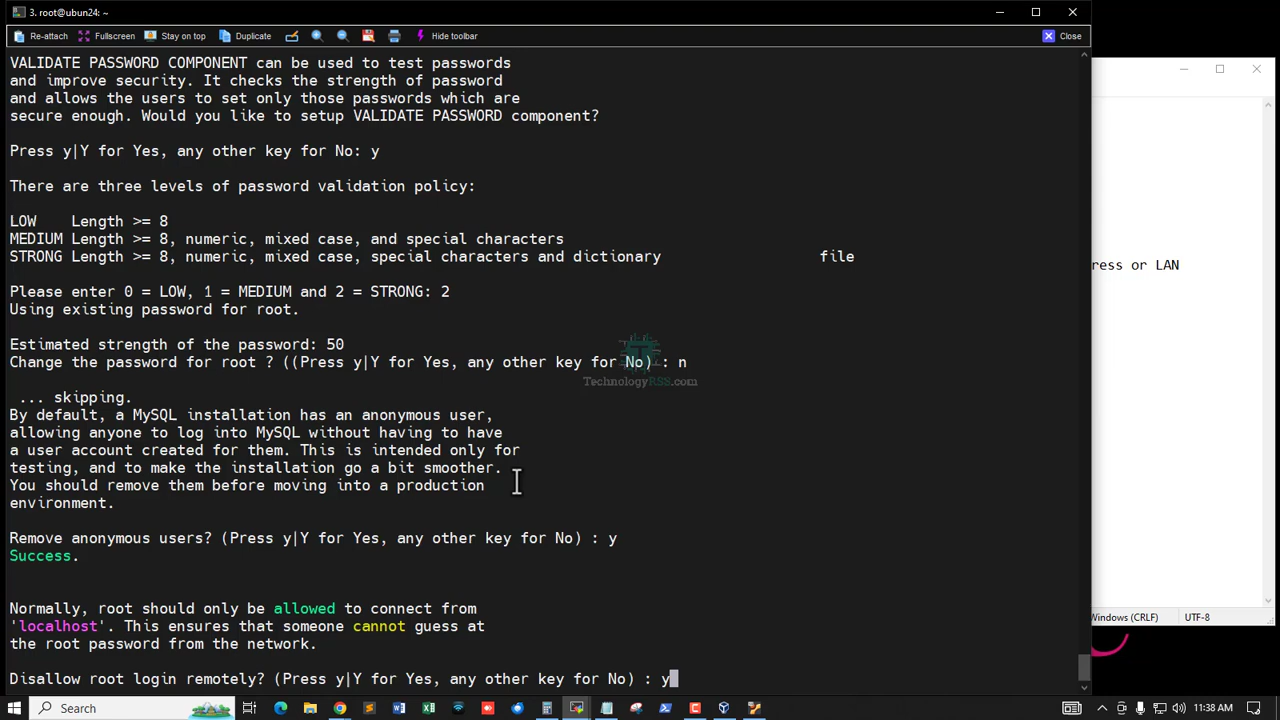 3. root@ubun24: ~
Re-attach Fullscreen Stay on top Duplicate Hide toolbar Close
VALIDATE PASSWORD COMPONENT can be used to test passwords
and improve security. It checks the strength of password
and allows the users to set only those passwords which are
secure enough. Would you like to setup VALIDATE PASSWORD component?
Press y|Y for Yes, any other key for No: y
There are three levels of password validation policy:
LOW    Length >= 8
MEDIUM Length >= 8, numeric, mixed case, and special characters
STRONG Length >= 8, numeric, mixed case, special characters and dictionary                  file
ress or LAN
Please enter 0 = LOW, 1 = MEDIUM and 2 = STRONG: 2
Using existing password for root.
Estimated strength of the password: 50
Change the password for root ? ((Press y|Y for Yes, any other key for No) : n
TechnologyRSS.com
... skipping.
By default, a MySQL installation has an anonymous user,
allowing anyone to log into MySQL without having to have
a user account created for them. This is intended only for
testing, and to make the installation go a bit smoother.
You should remove them before moving into a production
environment.
Remove anonymous users? (Press y|Y for Yes, any other key for No) : y
Success.
Normally, root should only be allowed to connect from
'localhost'. This ensures that someone cannot guess at
the root password from the network.
Disallow root login remotely? (Press y|Y for Yes, any other key for No) : y
Windows (CRLF) UTF-8
Search
11:38 AM